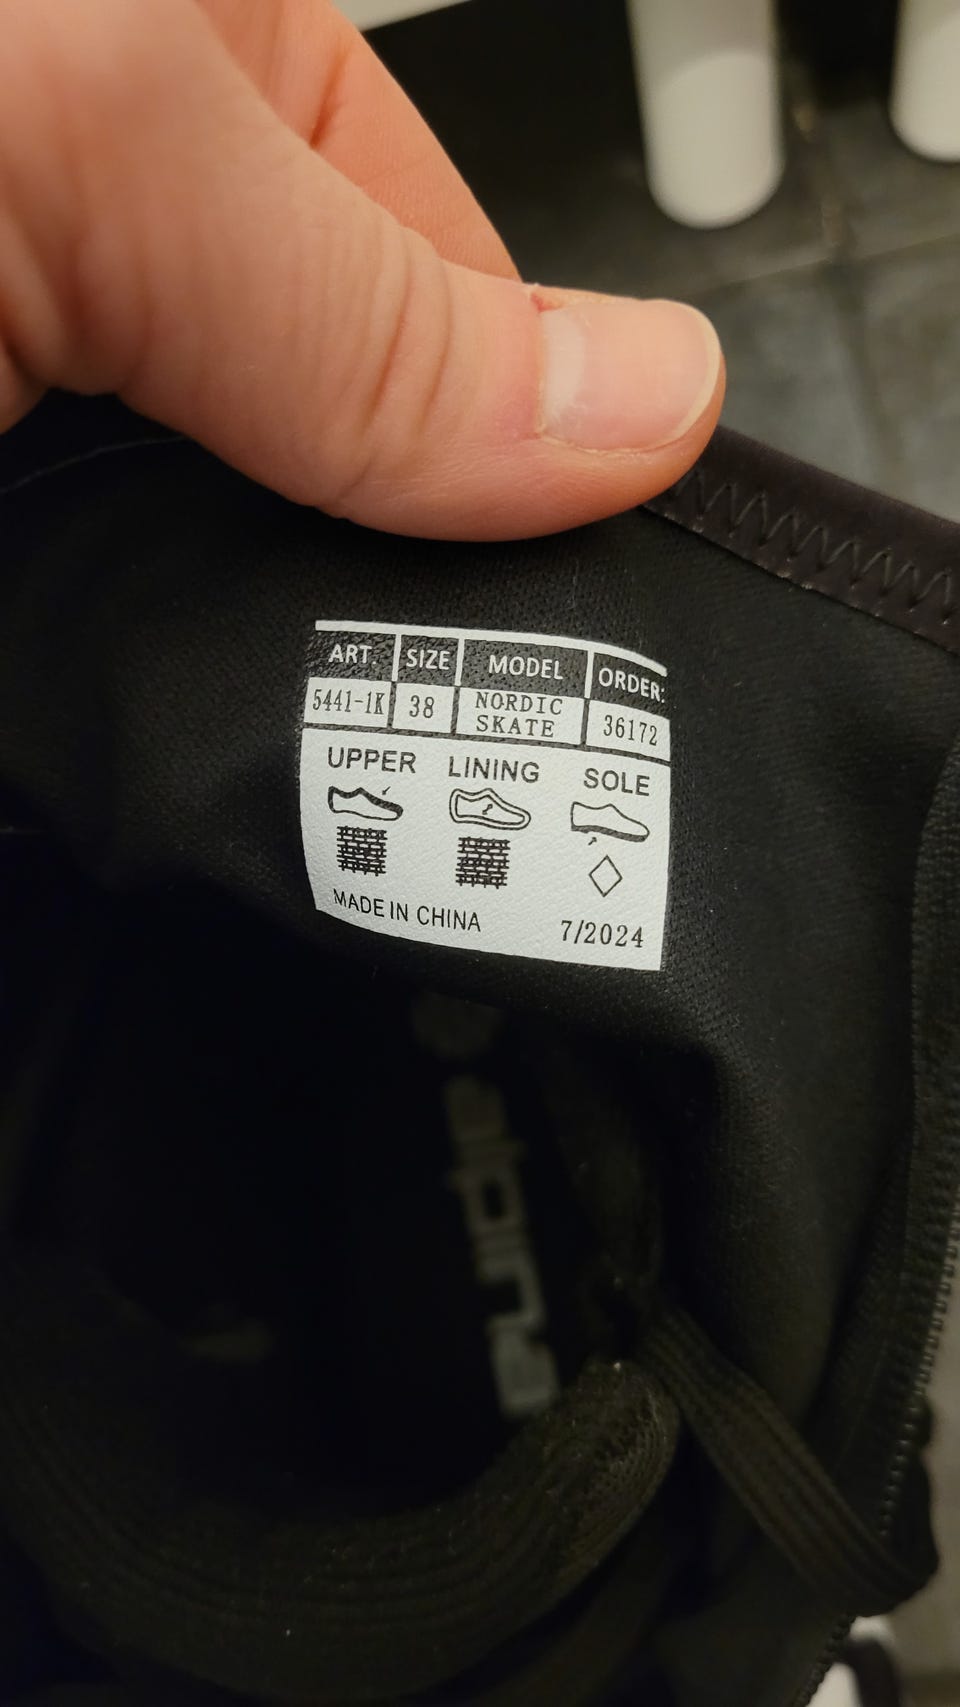 ART. SIZE MODEL ORDER:
5441-1K 38 NORDIC SKATE 36172
UPPER LINING SOLE
MADE IN CHINA 7/2024